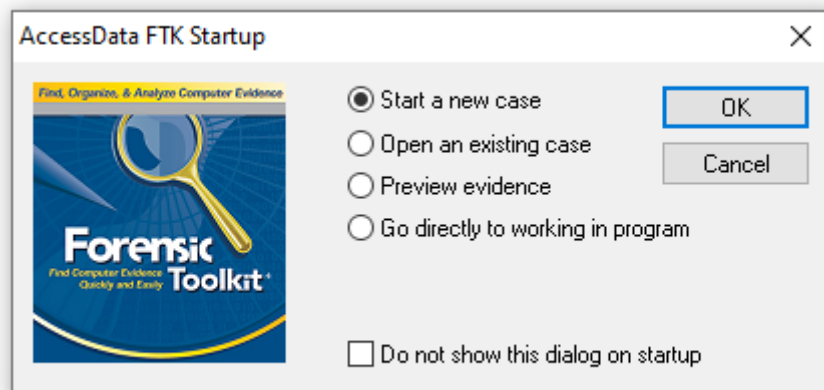 AccessData FTK Startup
Find, Organize, & Analyze Computer Evidence
Forensic
Find Computer Evidence
Quickly and Easily
Toolkit
Start a new case
Open an existing case
Preview evidence
Go directly to working in program
Do not show this dialog on startup
OK
Cancel